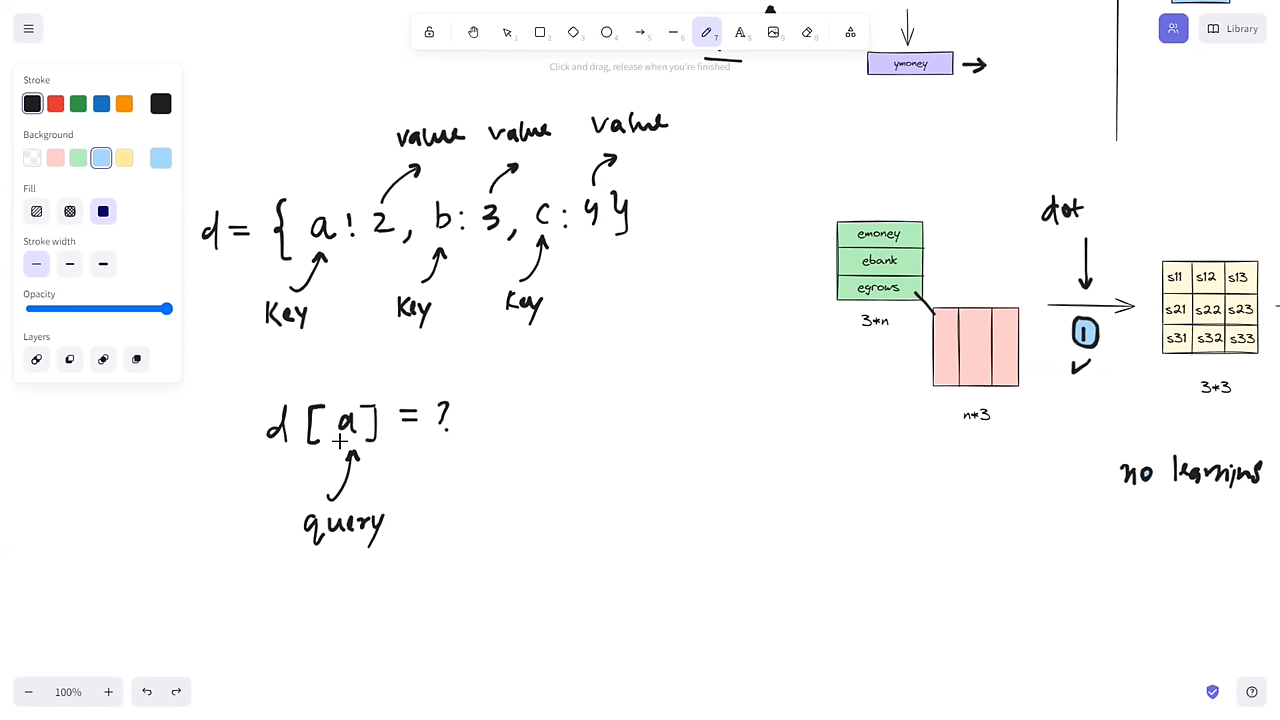 Library
Click and drag, release when you're finished
ymoney
Stroke
Background
Fill
Stroke width
Opacity
Layers
value value value
d = { a : 2, b : 3, c : 4 }
Key Key Key
d [ a ] = ?
query
emoney
ebank
egrows
3*n
n*3
dot
1
s11 s12 s13
s21 s22 s23
s31 s32 s33
3*3
no learning
100%